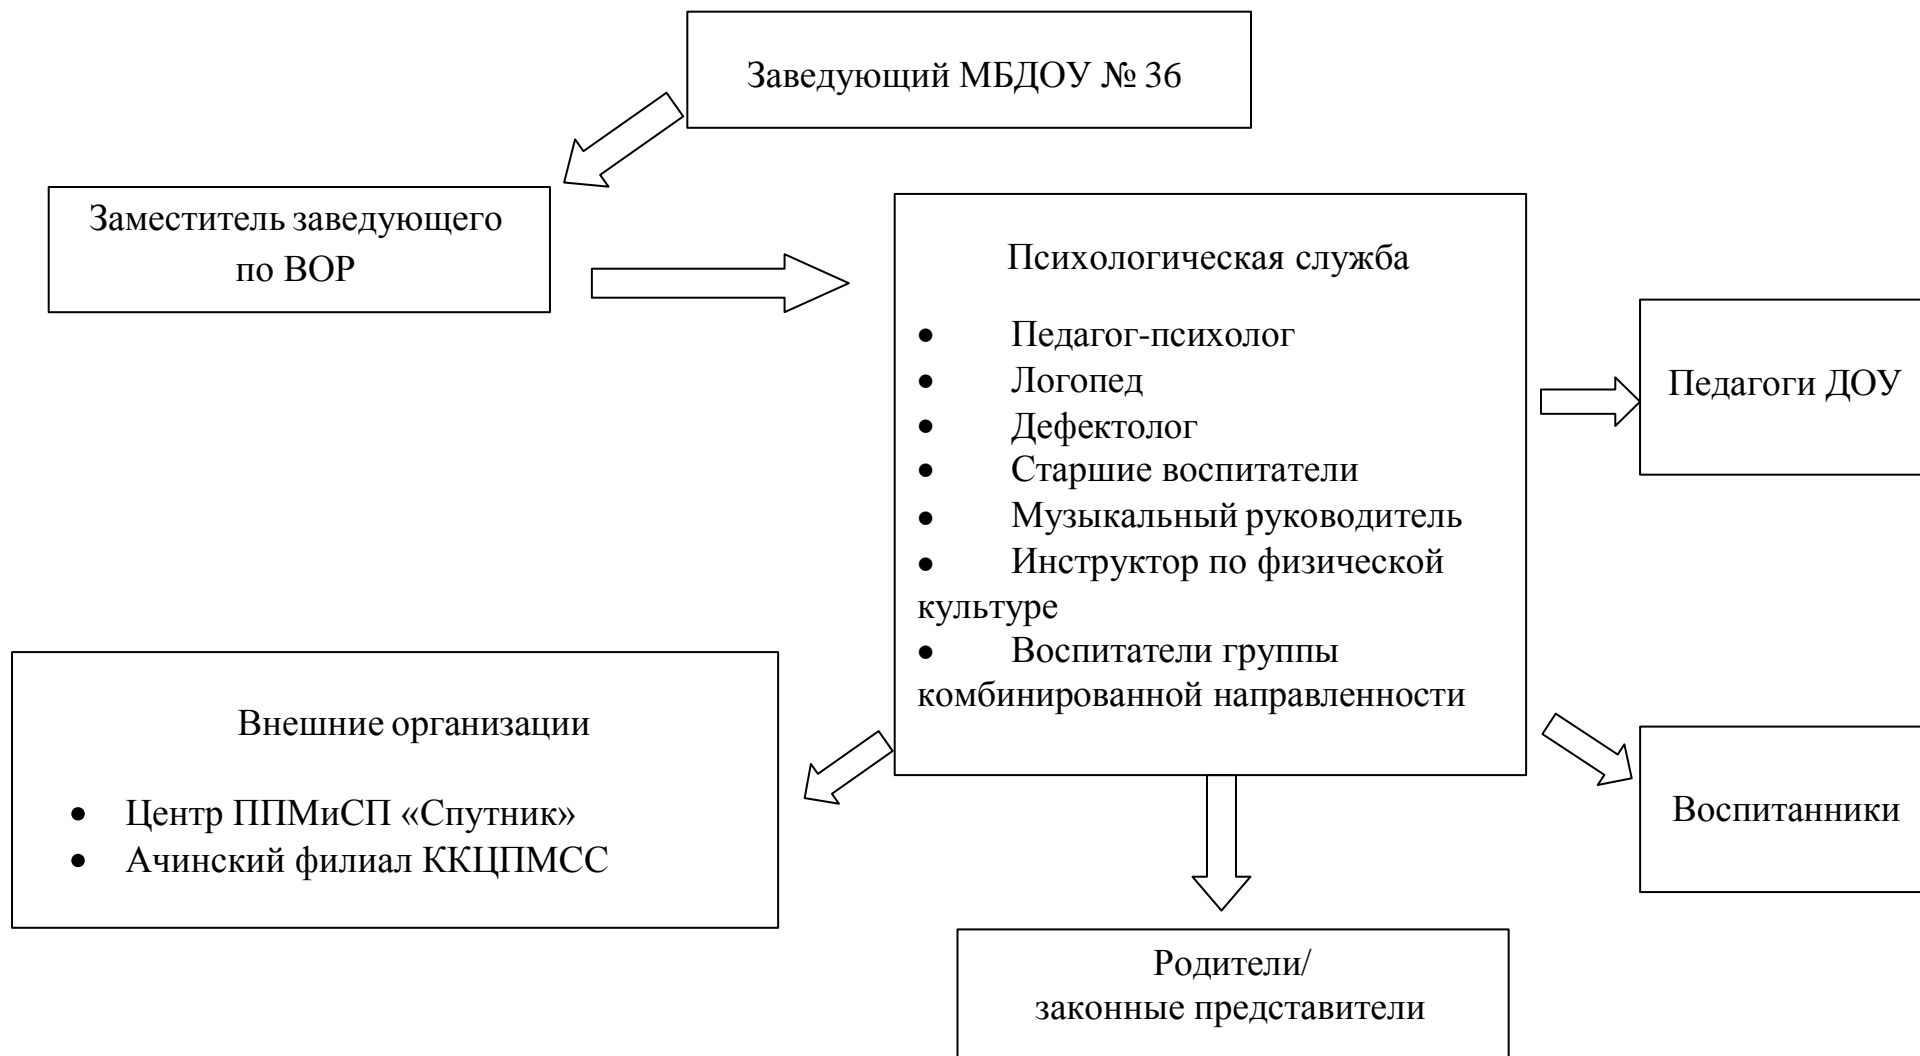 Заведующий МБДОУ № 36
Заместитель заведующего
по ВОР
Психологическая служба
• Педагог-психолог
• Логопед
• Дефектолог
• Старшие воспитатели
• Музыкальный руководитель
• Инструктор по физической
культуре
• Воспитатели группы
комбинированной направленности
Педагоги ДОУ
Внешние организации
• Центр ППМиСП «Спутник»
• Ачинский филиал ККЦПМСС
Воспитанники
Родители/
законные представители